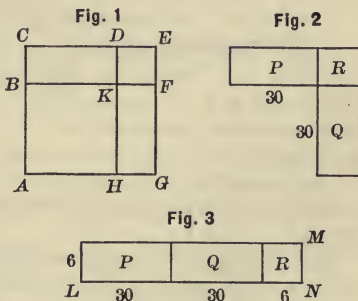 Fig. 1
Fig. 2
C D E
B K F
A H G
P R
30
30 Q
Fig. 3
M
6 P Q R
L 30 30 6 N